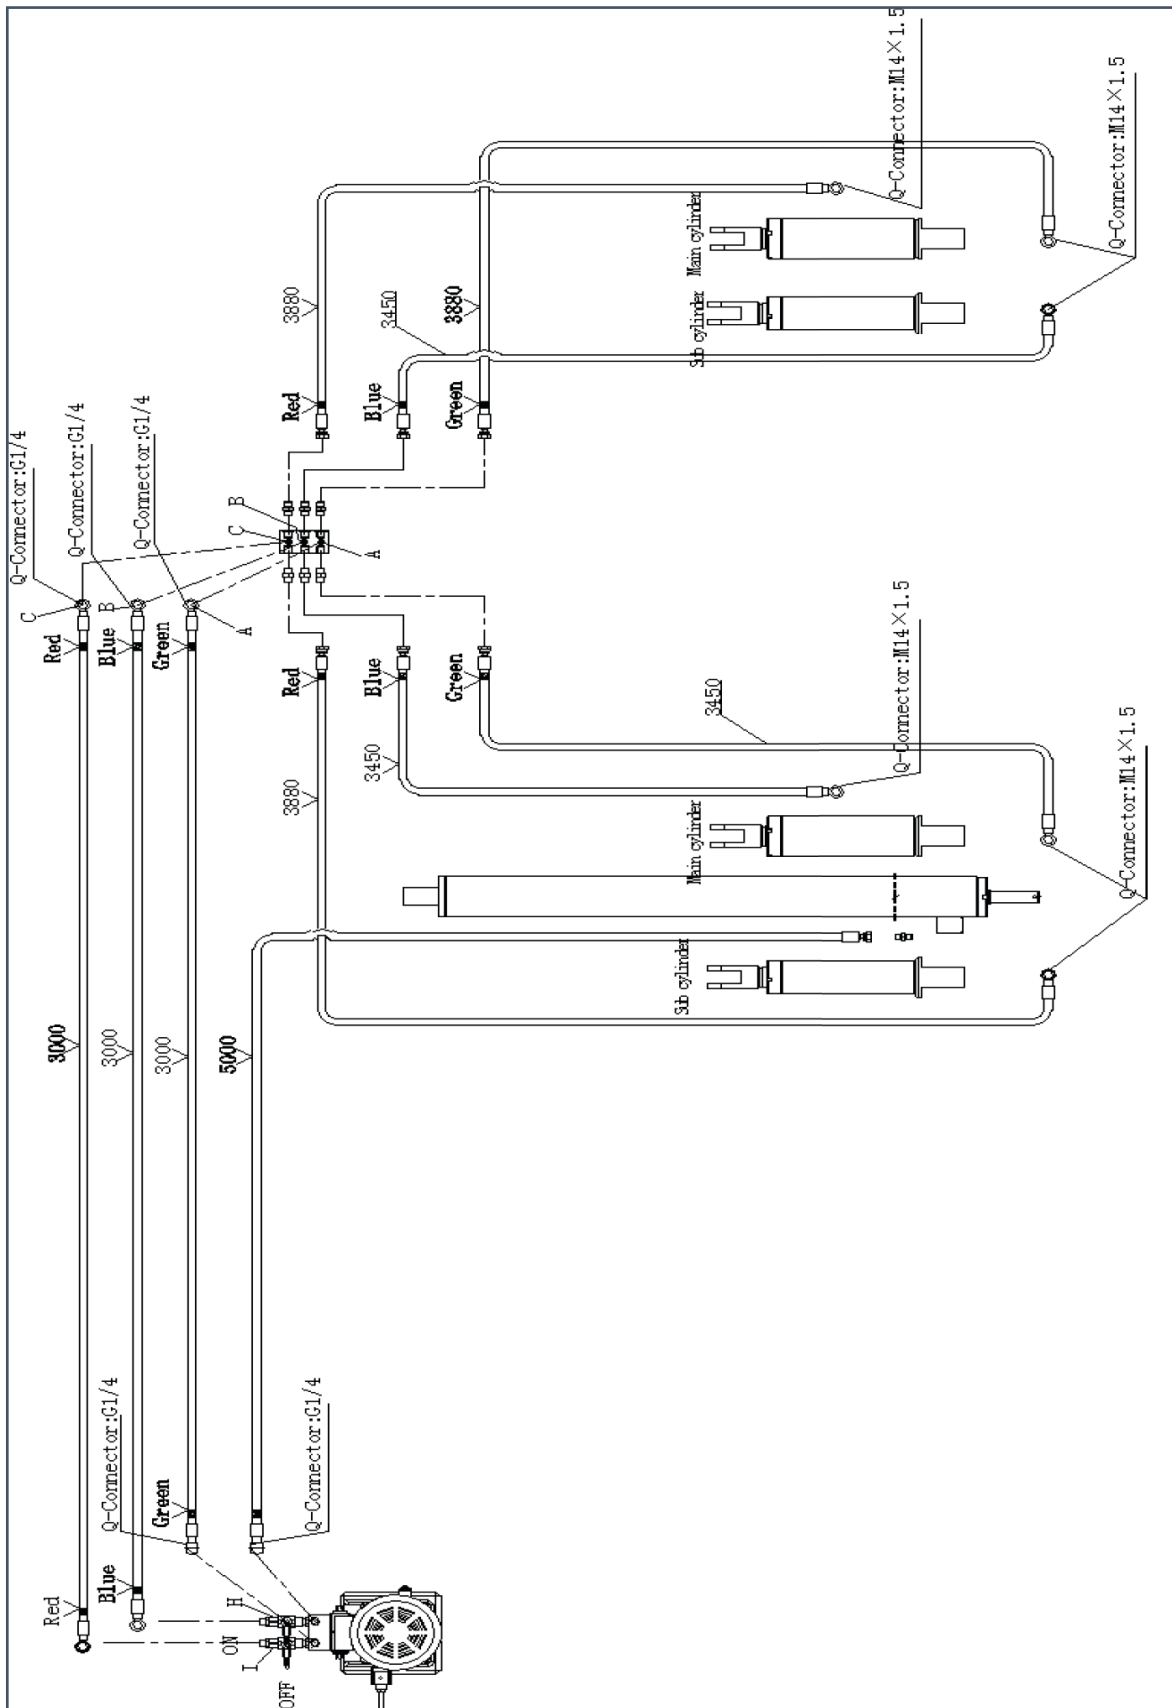 Q-Connector:M14×1.5
Q-Connector:M14×1.5
Main cylinder
Sub cylinder
3880
3450
3880
Red
Blue
Green
Q-Connector:G1/4
Q-Connector:G1/4
Q-Connector:G1/4
B
C
A
C
B
A
Red
Blue
Green
Red
Blue
Green
Q-Connector:M14×1.5
3450
Q-Connector:M14×1.5
3450
3880
Main cylinder
Sub cylinder
3000
3000
3000
5000
Q-Connector:G1/4
Q-Connector:G1/4
Green
Blue
Red
H
ON
I
OFF